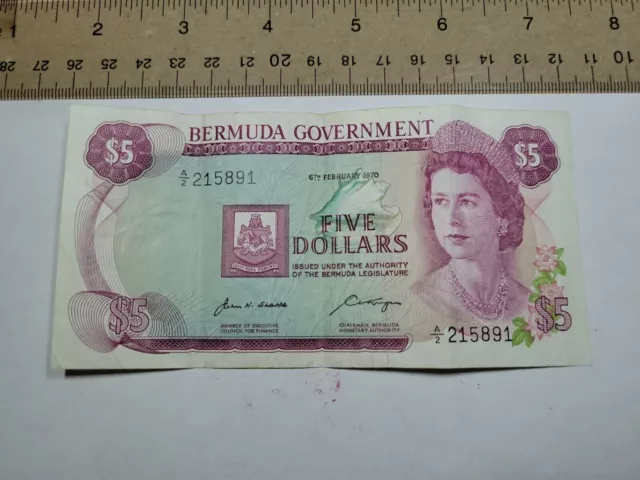 1 2 3 4 5 6 7 8
28 27 26 25 24 23 22 21 20 19 18 17 16 15 14 13 12 11 10
BERMUDA GOVERNMENT
$5 $5
A/2 215891
6TH FEBRUARY 1970
FIVE
DOLLARS
ISSUED UNDER THE AUTHORITY
OF THE BERMUDA LEGISLATURE
$5 $5
MEMBER OF EXECUTIVE
COUNCIL FOR FINANCE
CHAIRMAN, BERMUDA
MONETARY AUTHORITY
A/2 215891